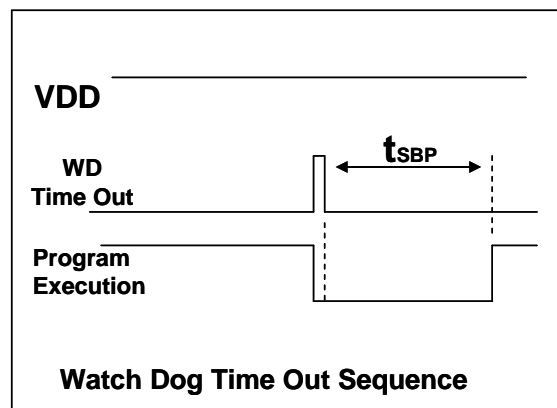 VDD
tSBP
WD
Time Out
Program
Execution
Watch Dog Time Out Sequence